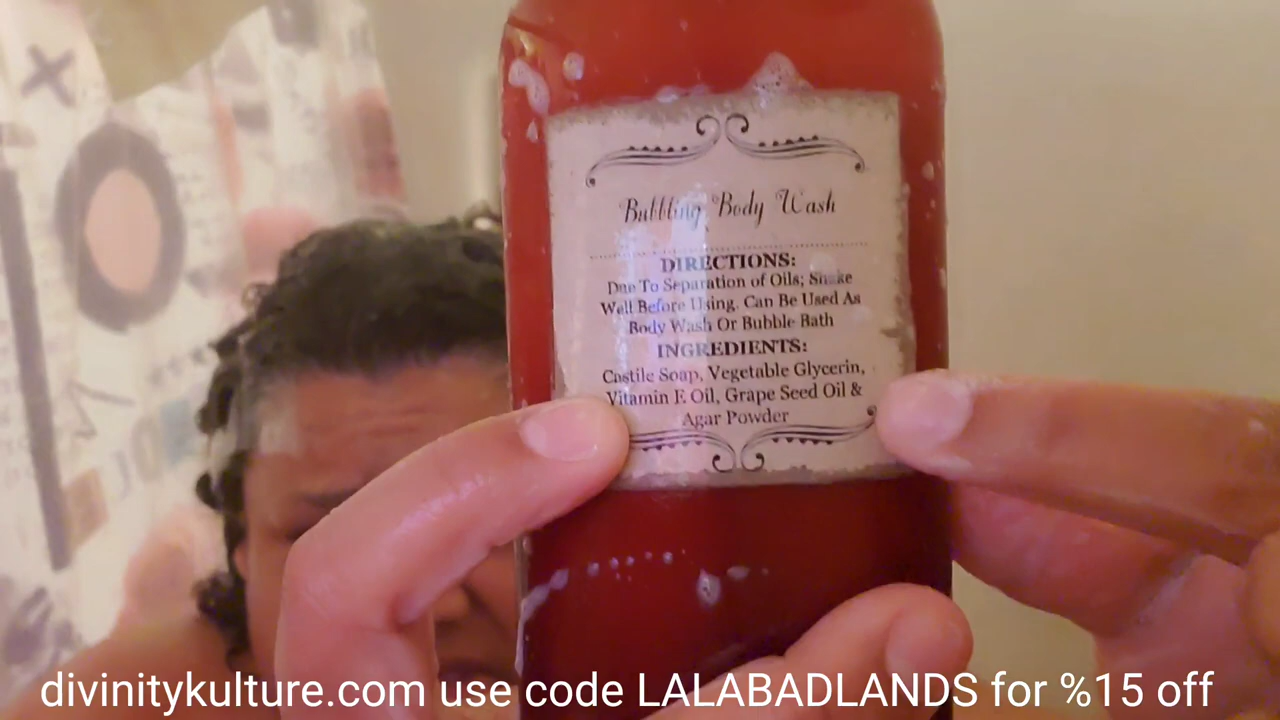 Bubbling Body Wash
DIRECTIONS:
Due To Separation of Oils; Shake
Well Before Using. Can Be Used As
Body Wash Or Bubble Bath
INGREDIENTS:
Castile Soap, Vegetable Glycerin,
Vitamin E Oil, Grape Seed Oil &
Agar Powder
divinitykulture.com use code LALABADLANDS for %15 off